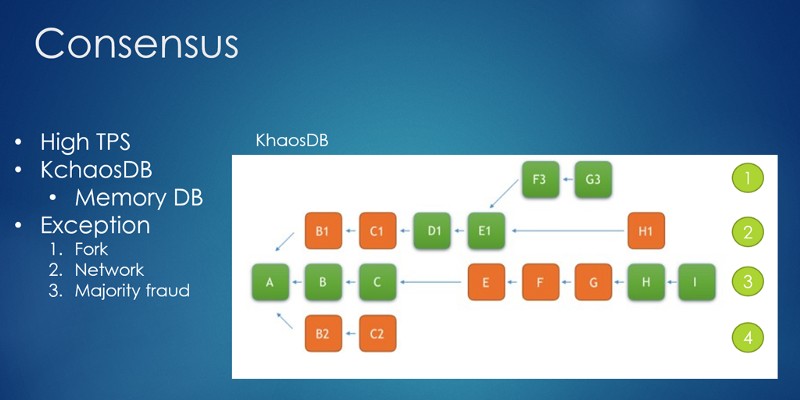 Consensus
• High TPS
• KchaosDB
• Memory DB
• Exception
1. Fork
2. Network
3. Majority fraud
KhaosDB
F3 G3 1
B1 C1 D1 E1 H1 2
A B C E F G H I 3
B2 C2 4